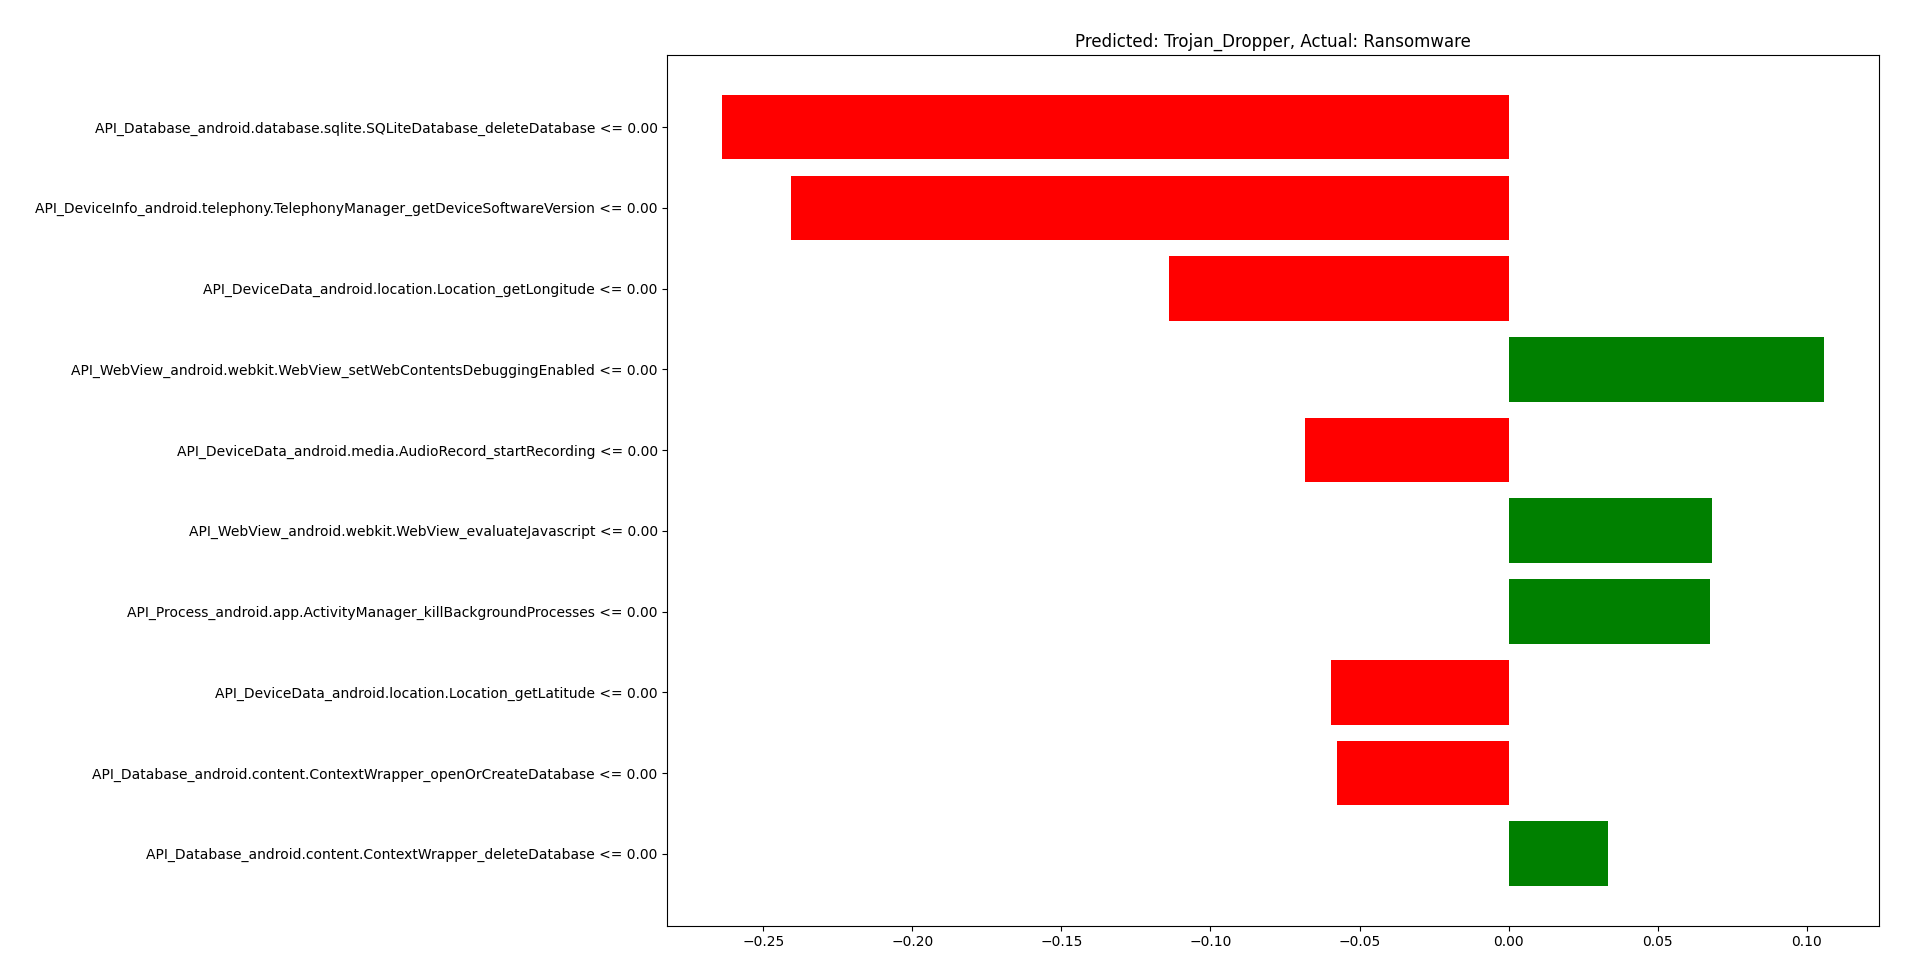 Predicted: Trojan_Dropper, Actual: Ransomware
API_Database_android.database.sqlite.SQLiteDatabase_deleteDatabase <= 0.00
API_DeviceInfo_android.telephony.TelephonyManager_getDeviceSoftwareVersion <= 0.00
API_DeviceData_android.location.Location_getLongitude <= 0.00
API_WebView_android.webkit.WebView_setWebContentsDebuggingEnabled <= 0.00
API_DeviceData_android.media.AudioRecord_startRecording <= 0.00
API_WebView_android.webkit.WebView_evaluateJavascript <= 0.00
API_Process_android.app.ActivityManager_killBackgroundProcesses <= 0.00
API_DeviceData_android.location.Location_getLatitude <= 0.00
API_Database_android.content.ContextWrapper_openOrCreateDatabase <= 0.00
API_Database_android.content.ContextWrapper_deleteDatabase <= 0.00
−0.25 −0.20 −0.15 −0.10 −0.05 0.00 0.05 0.10